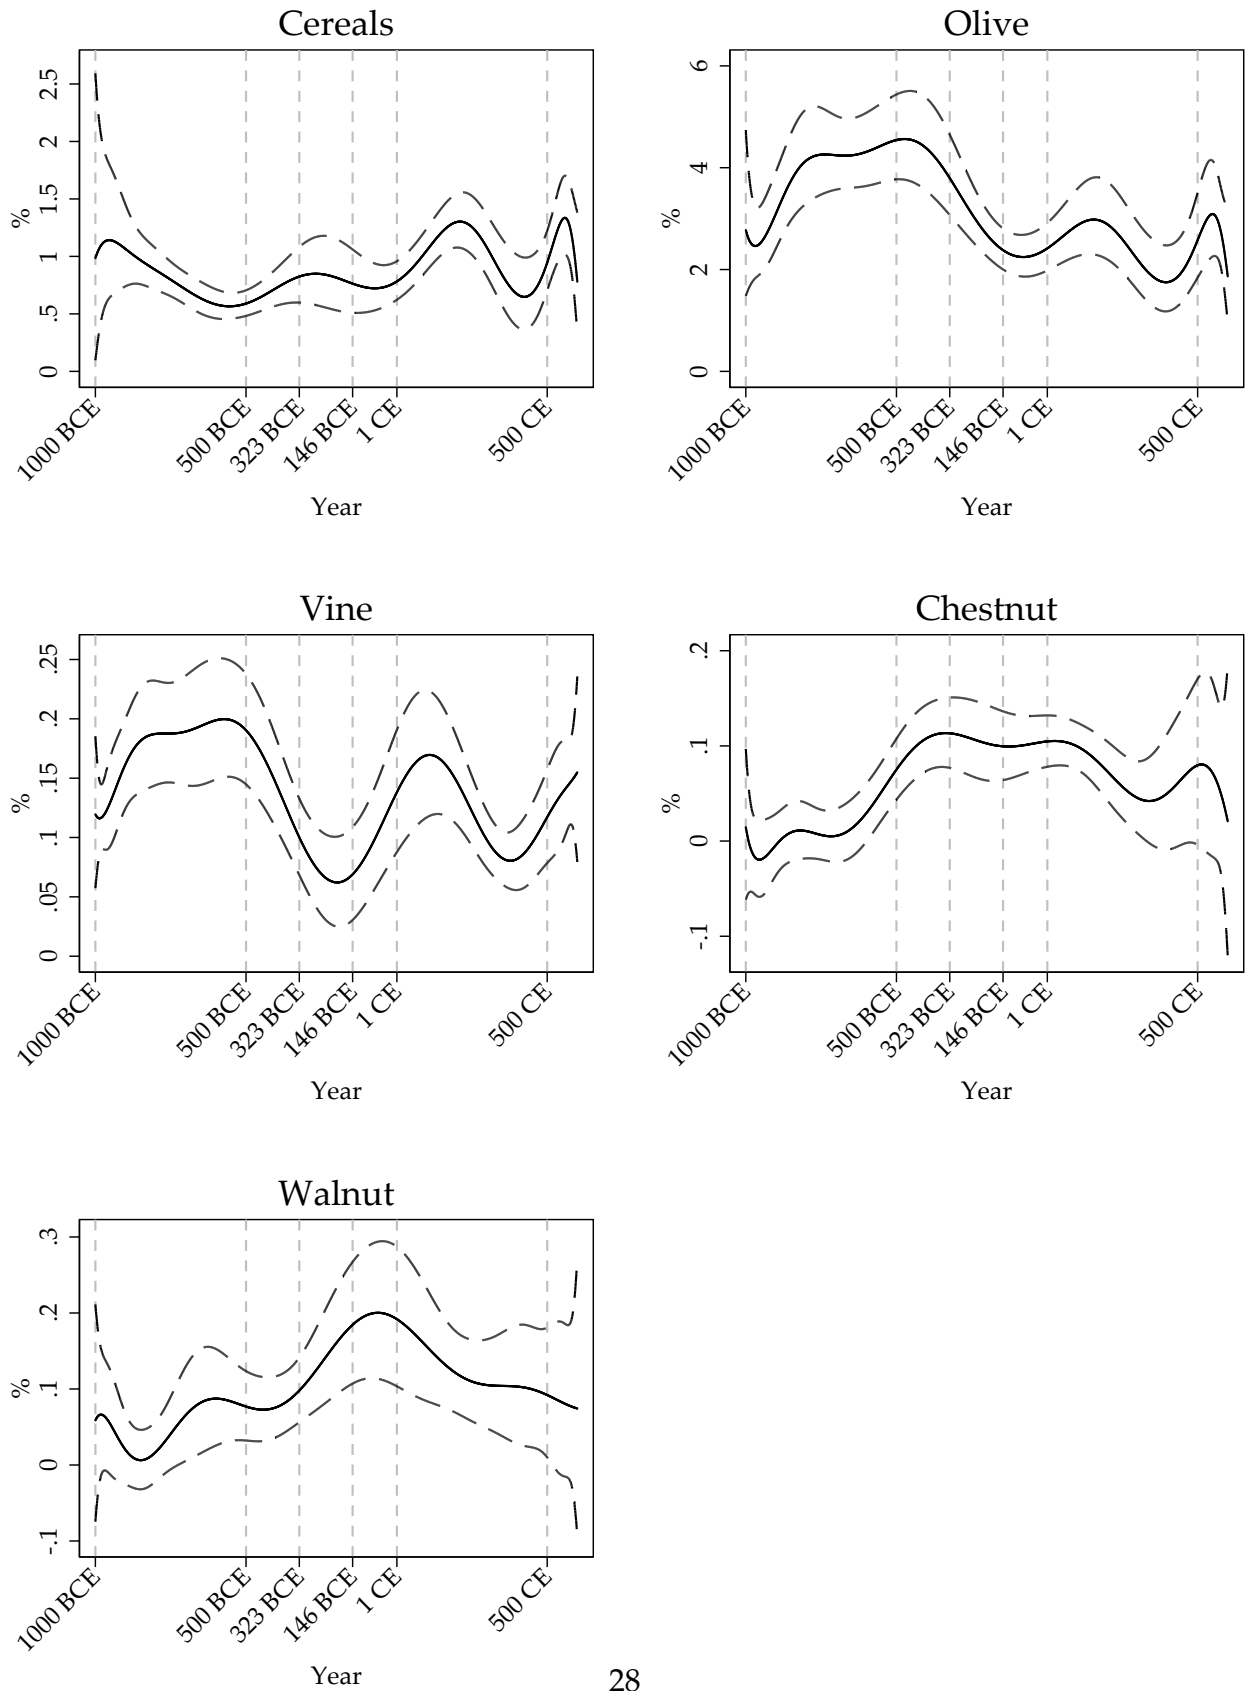 Cereals
%
0 .5 1 1.5 2 2.5
1000 BCE 500 BCE 323 BCE 146 BCE 1 CE 500 CE
Year
Olive
%
0 2 4 6
1000 BCE 500 BCE 323 BCE 146 BCE 1 CE 500 CE
Year
Vine
%
0 .05 .1 .15 .2 .25
1000 BCE 500 BCE 323 BCE 146 BCE 1 CE 500 CE
Year
Chestnut
%
-.1 0 .1 .2
1000 BCE 500 BCE 323 BCE 146 BCE 1 CE 500 CE
Year
Walnut
%
-.1 0 .1 .2 .3
1000 BCE 500 BCE 323 BCE 146 BCE 1 CE 500 CE
Year
28